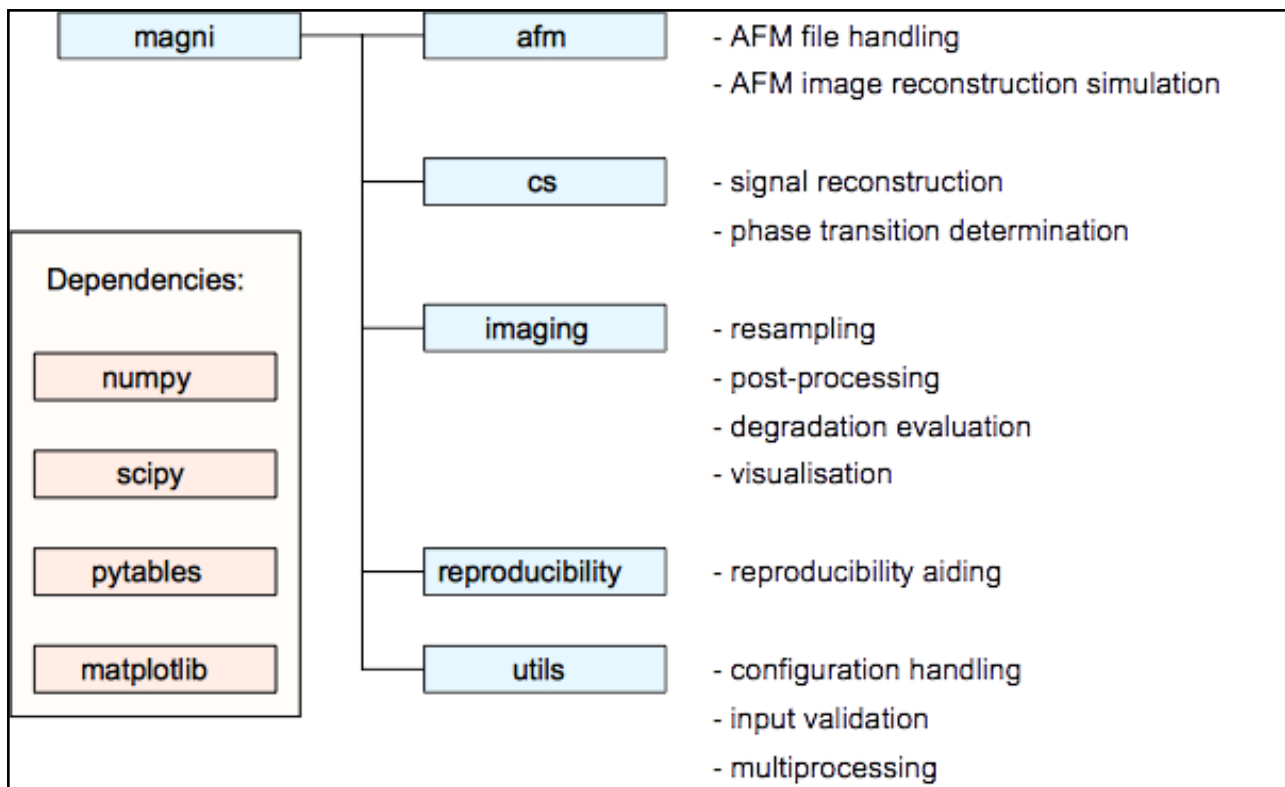 magni
afm
- AFM file handling
- AFM image reconstruction simulation
cs
- signal reconstruction
- phase transition determination
Dependencies:
numpy
scipy
pytables
matplotlib
imaging
- resampling
- post-processing
- degradation evaluation
- visualisation
reproducibility
- reproducibility aiding
utils
- configuration handling
- input validation
- multiprocessing